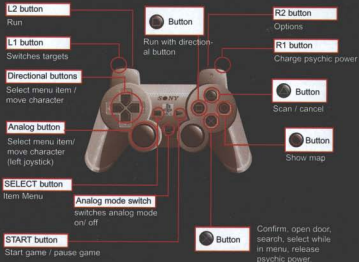 L2 button
Run
L1 button
Switches targets
Directional buttons
Select menu item /
move character
Analog button
Select menu item/
move character
(left joystick)
SELECT button
Item Menu
Analog mode switch
switches analog mode
on/ off
START button
Start game / pause game
Button
Run with direction-
al button
SONY
R2 button
Options
R1 button
Charge psychic power
Button
Scan / cancel
Button
Show map
Button
Confirm, open door,
search, select while
in menu, release
psychic power